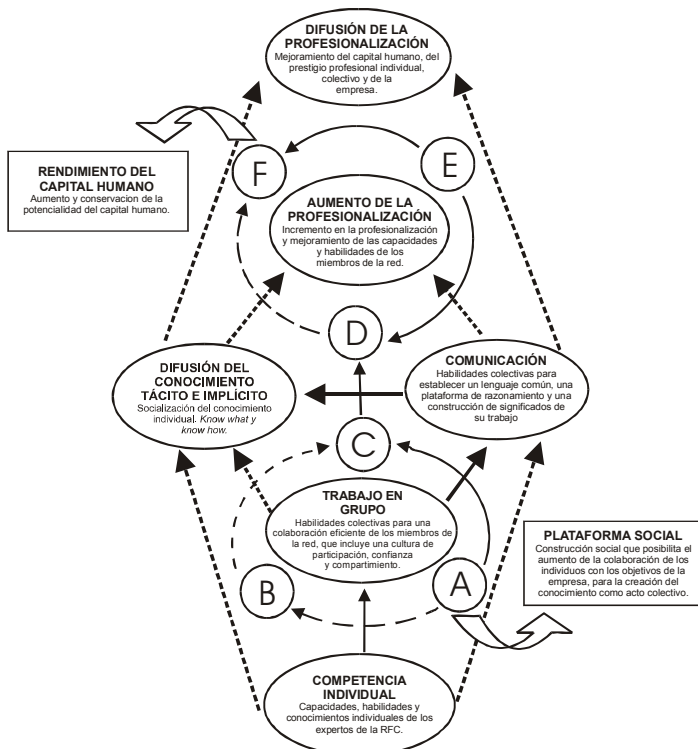 DIFUSIÓN DE LA
PROFESIONALIZACIÓN
Mejoramiento del capital humano, del
prestigio profesional individual,
colectivo y de la
empresa.
F
E
RENDIMIENTO DEL
CAPITAL HUMANO
Aumento y conservacion de la
potencialidad del capital humano.
AUMENTO DE LA
PROFESIONALIZACIÓN
Incremento en la profesionalización
y mejoramiento de las capacidades
y habilidades de los
miembros de la red.
D
DIFUSIÓN DEL
CONOCIMIENTO
TÁCITO E IMPLÍCITO
Socialización del conocimiento
individual. Know what y
know how.
COMUNICACIÓN
Habilidades colectivas para
establecer un lenguaje común, una
plataforma de razonamiento y una
construcción de significados de
su trabajo
C
TRABAJO EN
GRUPO
Habilidades colectivas para una
colaboración eficiente de los miembros de
la red, que incluye una cultura de
participación, confianza
y compartimiento.
B
A
PLATAFORMA SOCIAL
Construcción social que posibilita el
aumento de la colaboración de los
individuos con los objetivos de la
empresa, para la creación del
conocimiento como acto colectivo.
COMPETENCIA
INDIVIDUAL
Capacidades, habilidades y
conocimientos individuales de los
expertos de la RFC.